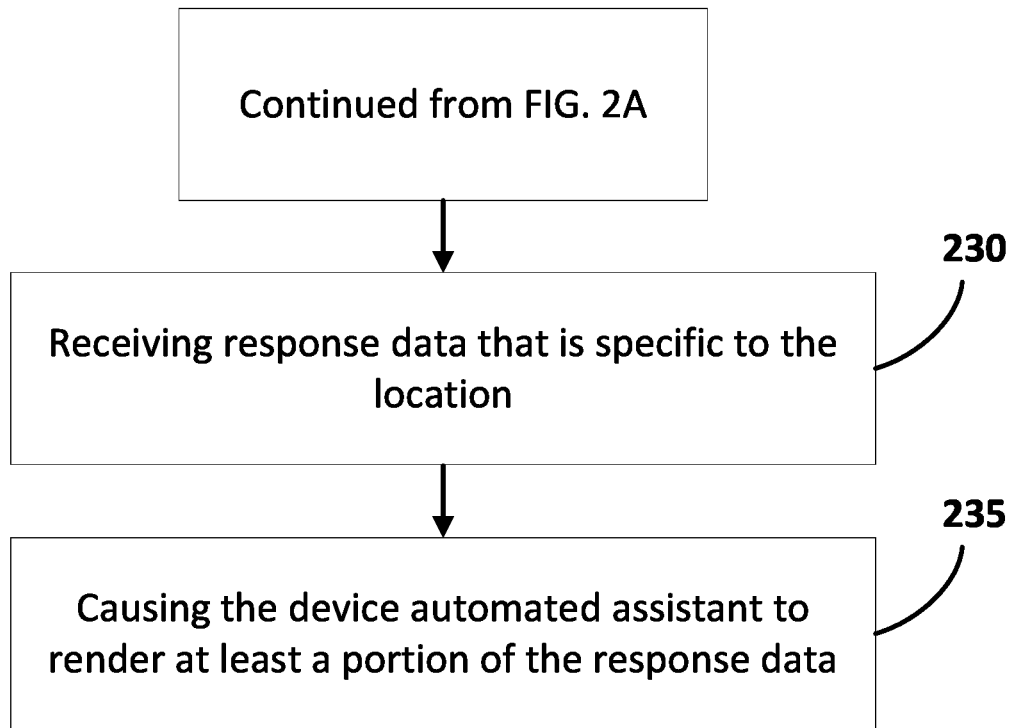 Continued from FIG. 2A
230
Receiving response data that is specific to the
location
235
Causing the device automated assistant to
render at least a portion of the response data